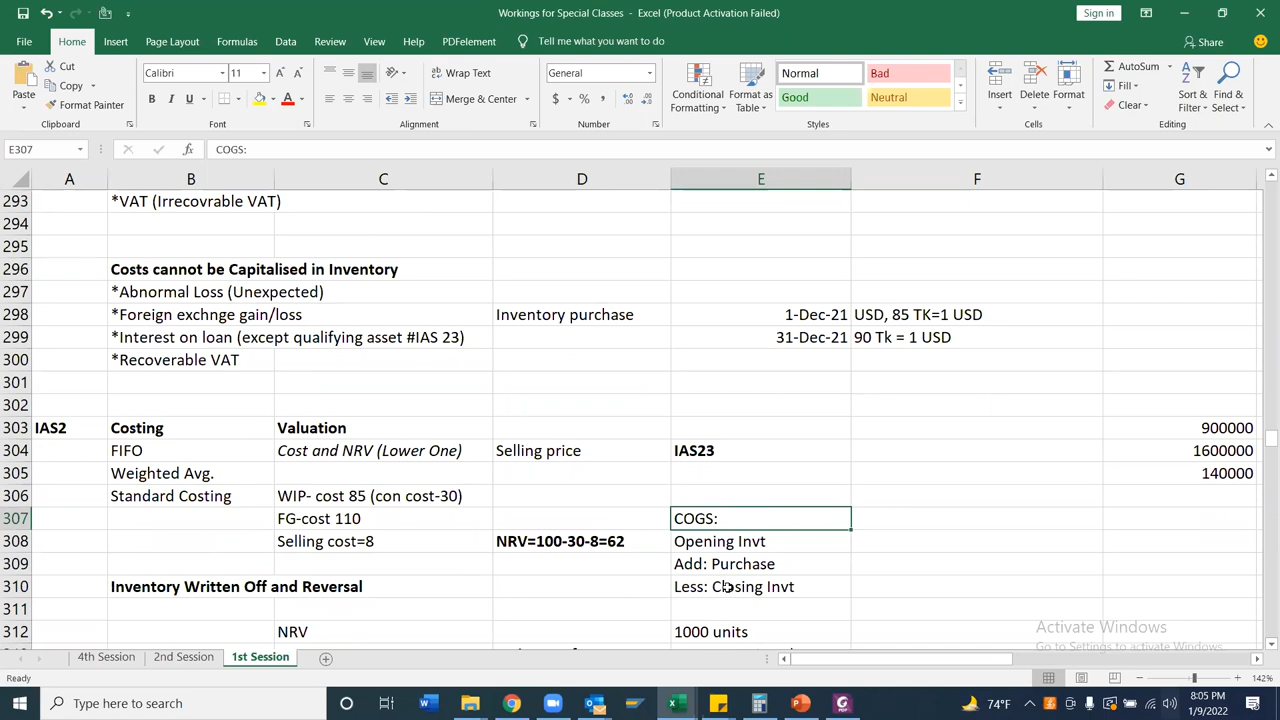 Workings for Special Classes - Excel (Product Activation Failed)
Sign in
File Home Insert Page Layout Formulas Data Review View Help PDFelement Tell me what you want to do Share
Paste
Cut
Copy
Format Painter
Clipboard
Calibri 11
B I U
Font
Wrap Text
Merge & Center
Alignment
General
$ % ,
Number
Conditional Formatting
Format as Table
Normal Bad
Good Neutral
Styles
Insert Delete Format
Cells
AutoSum
Fill
Clear
Sort & Filter
Find & Select
Editing
E307 fx COGS:
A B C D E F G
293 *VAT (Irrecovrable VAT)
294
295
296 Costs cannot be Capitalised in Inventory
297 *Abnormal Loss (Unexpected)
298 *Foreign exchnge gain/loss Inventory purchase 1-Dec-21 USD, 85 TK=1 USD
299 *Interest on loan (except qualifying asset #IAS 23) 31-Dec-21 90 Tk = 1 USD
300 *Recoverable VAT
301
302
303 IAS2 Costing Valuation 900000
304 FIFO Cost and NRV (Lower One) Selling price IAS23 1600000
305 Weighted Avg. 140000
306 Standard Costing WIP- cost 85 (con cost-30)
307 FG-cost 110 COGS:
308 Selling cost=8 NRV=100-30-8=62 Opening Invt
309 Add: Purchase
310 Inventory Written Off and Reversal Less: Closing Invt
311
312 NRV 1000 units
Activate Windows
Go to Settings to activate Windows.
4th Session 2nd Session 1st Session
Ready 142%
Type here to search
74°F
8:05 PM
1/9/2022